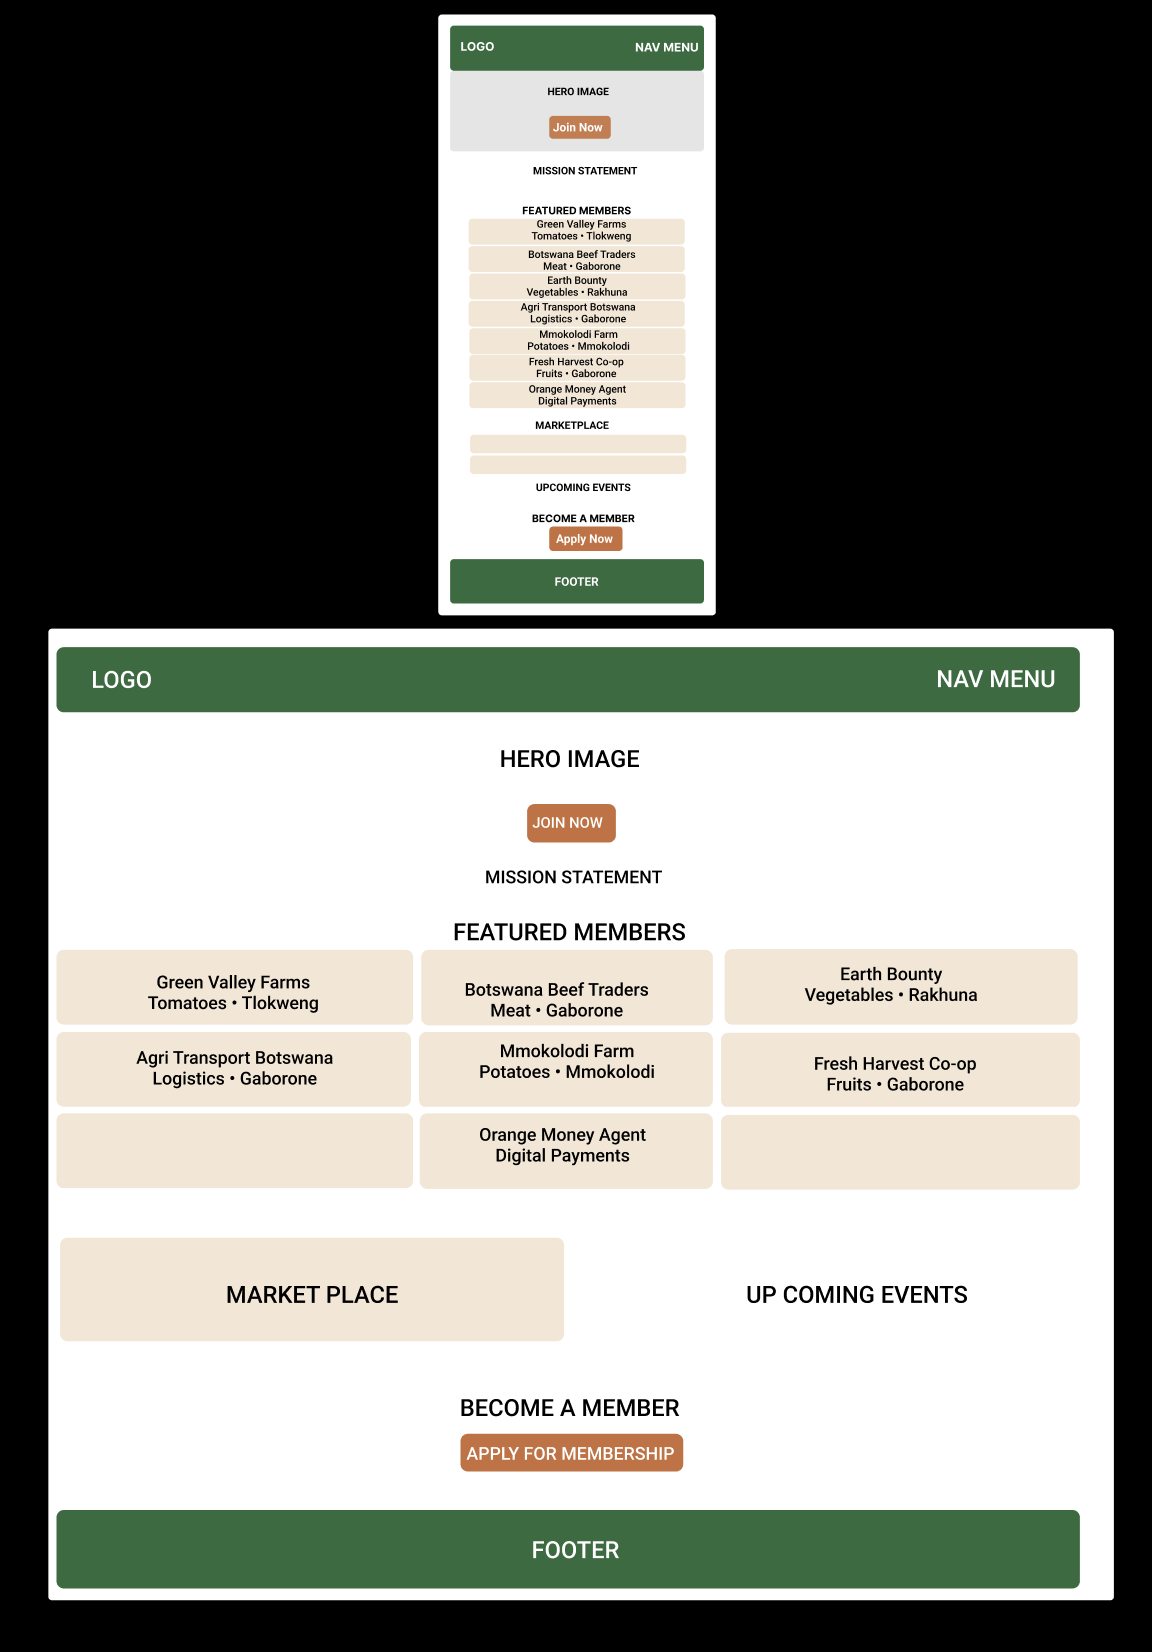 LOGO
NAV MENU
HERO IMAGE
Join Now
MISSION STATEMENT
FEATURED MEMBERS
Green Valley Farms
Tomatoes • Tlokweng
Botswana Beef Traders
Meat • Gaborone
Earth Bounty
Vegetables • Rakhuna
Agri Transport Botswana
Logistics • Gaborone
Mmokolodi Farm
Potatoes • Mmokolodi
Fresh Harvest Co-op
Fruits • Gaborone
Orange Money Agent
Digital Payments
MARKETPLACE
UPCOMING EVENTS
BECOME A MEMBER
Apply Now
FOOTER
LOGO
NAV MENU
HERO IMAGE
JOIN NOW
MISSION STATEMENT
FEATURED MEMBERS
Green Valley Farms
Tomatoes • Tlokweng
Botswana Beef Traders
Meat • Gaborone
Earth Bounty
Vegetables • Rakhuna
Agri Transport Botswana
Logistics • Gaborone
Mmokolodi Farm
Potatoes • Mmokolodi
Fresh Harvest Co-op
Fruits • Gaborone
Orange Money Agent
Digital Payments
MARKET PLACE
UP COMING EVENTS
BECOME A MEMBER
APPLY FOR MEMBERSHIP
FOOTER